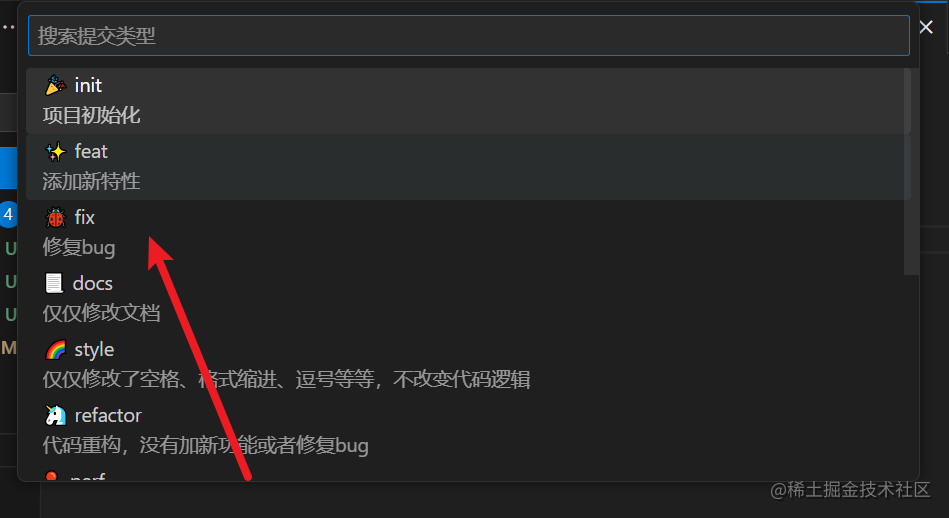 搜索提交类型
init
项目初始化
feat
添加新特性
fix
修复bug
4
U
docs
U
仅仅修改文档
U
style
M
仅仅修改了空格、格式缩进、逗号等等，不改变代码逻辑
refactor
代码重构，没有加新功能或者修复bug
perf
@稀土掘金技术社区